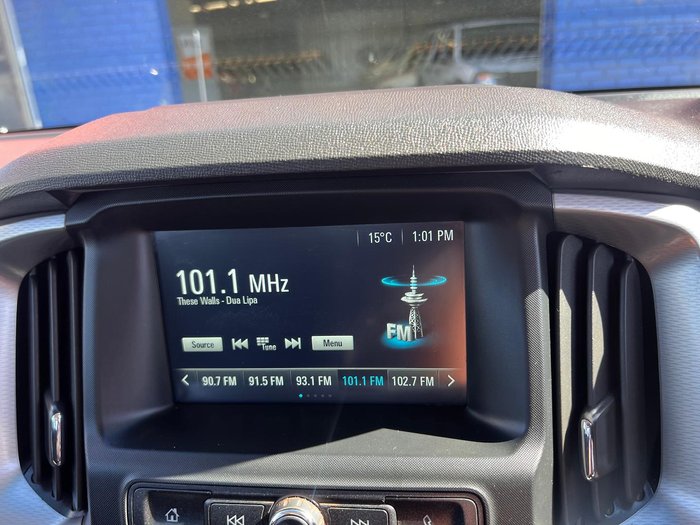 15°C 1:01 PM
101.1 MHz
These Walls - Dua Lipa
FM
Source Tune Menu
90.7 FM 91.5 FM 93.1 FM 101.1 FM 102.7 FM